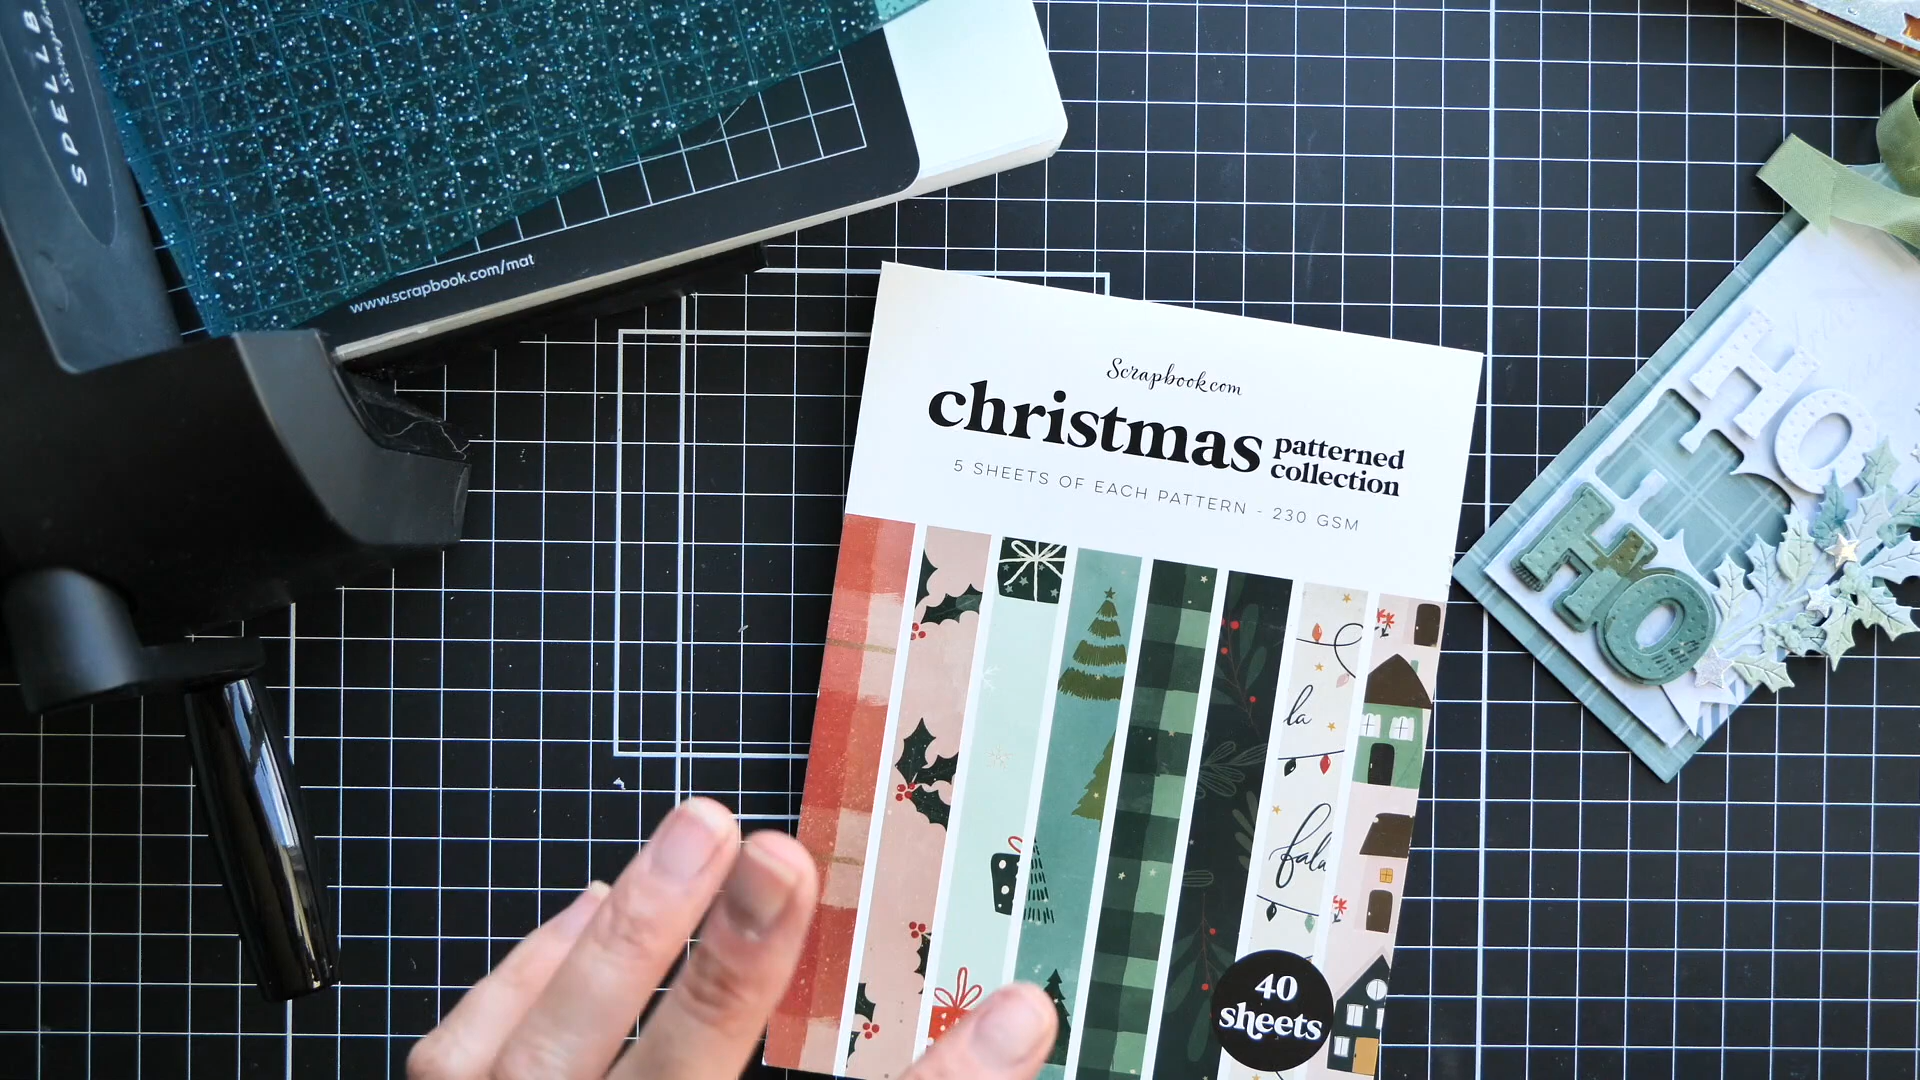 www.scrapbook.com/mat
Scrapbook.com
christmas patterned
collection
5 SHEETS OF EACH PATTERN - 230 GSM
la
fala
40
sheets
HO
HO